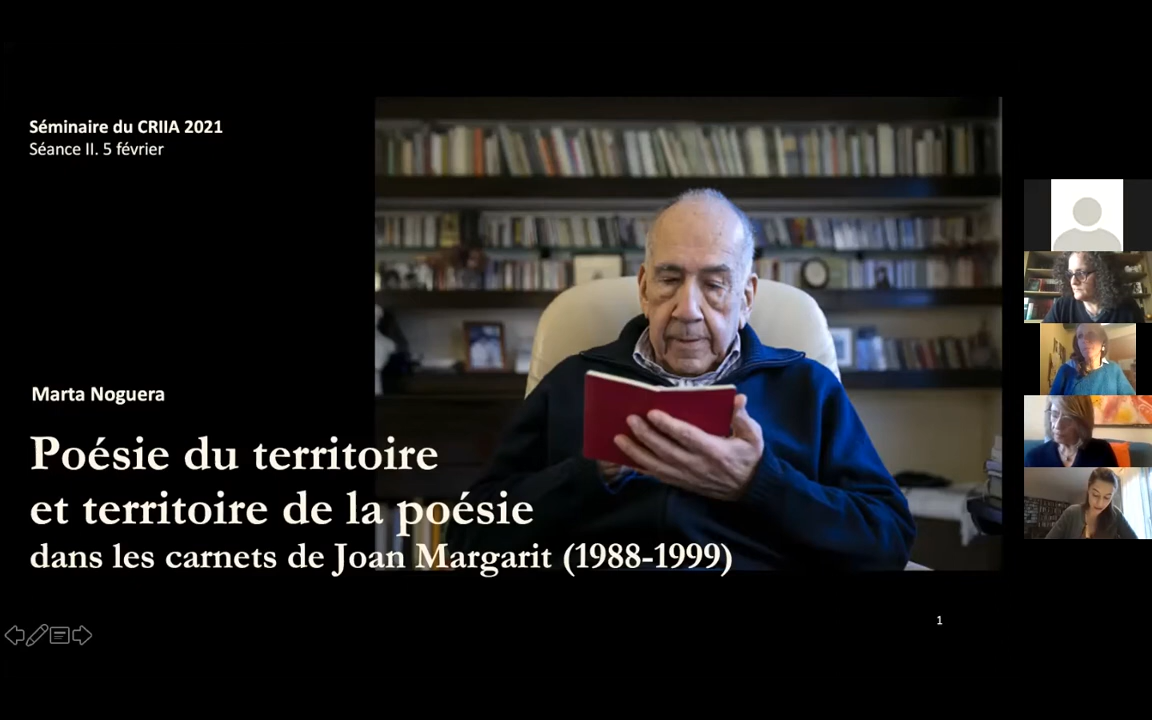 Séminaire du CRIIA 2021
Séance II. 5 février
Marta Noguera
Poésie du territoire
et territoire de la poésie
dans les carnets de Joan Margarit (1988-1999)
1